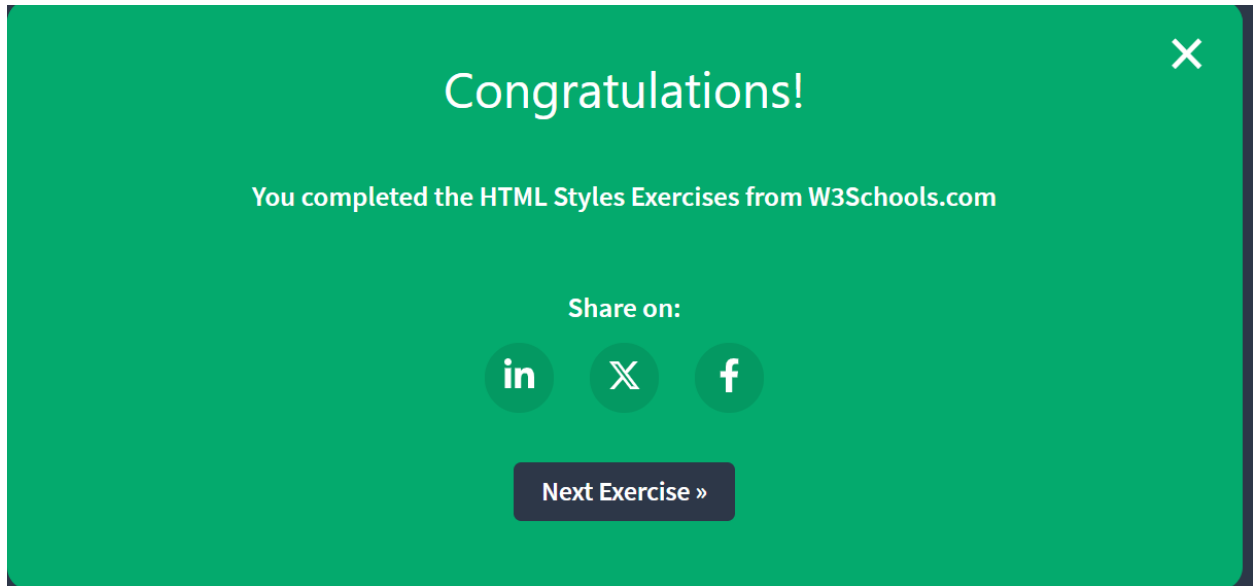 Congratulations!
You completed the HTML Styles Exercises from W3Schools.com
Share on:
in X f
Next Exercise »